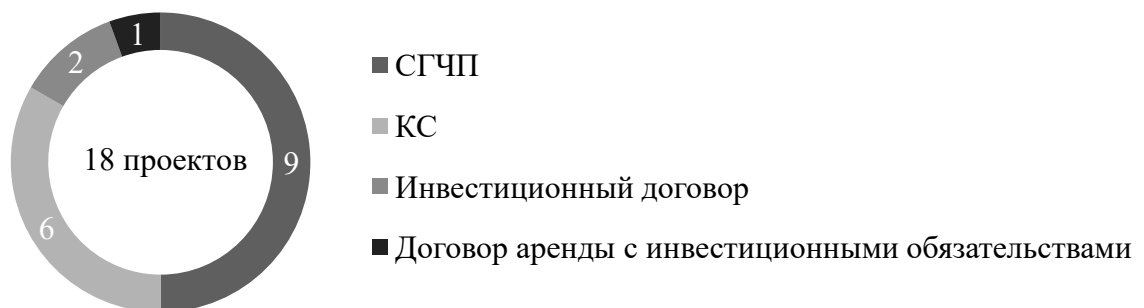 1
2
СГЧП
КС
18 проектов
9
Инвестиционный договор
6
Договор аренды с инвестиционными обязательствами